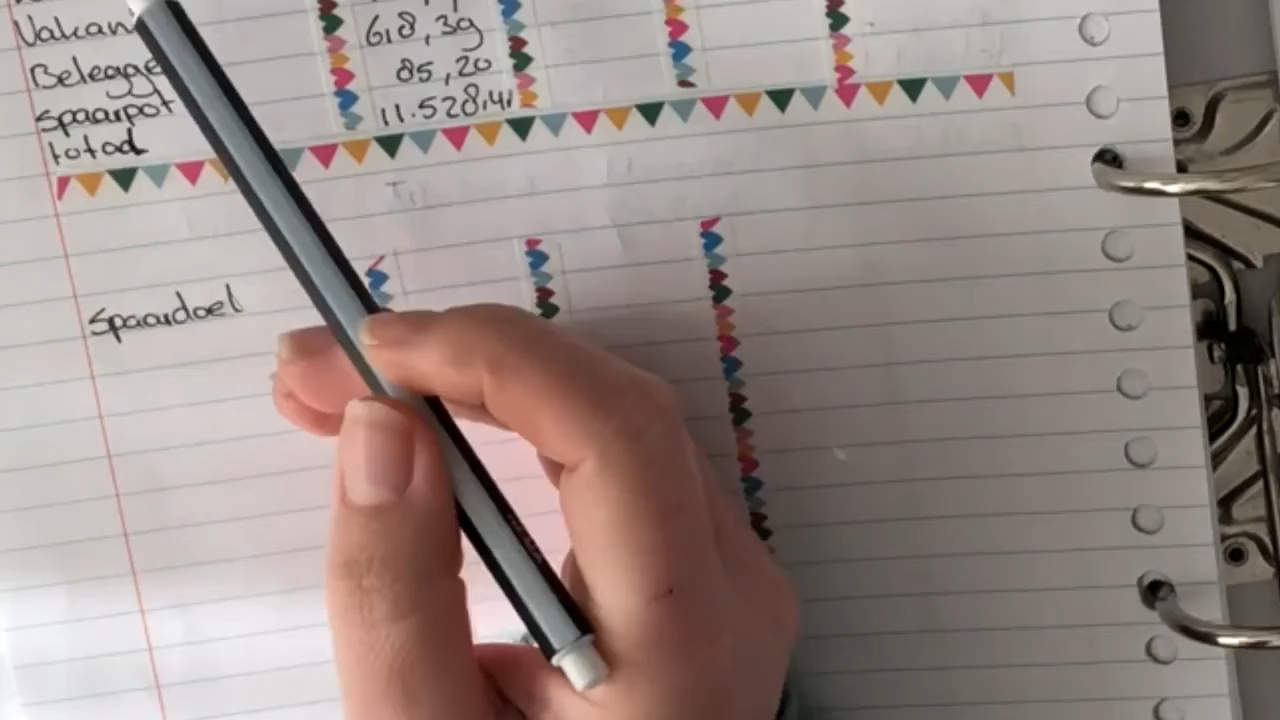 Vakan
618,39
Belegge
85,20
spaarpot
11.528,41
totaal
Spaardoel